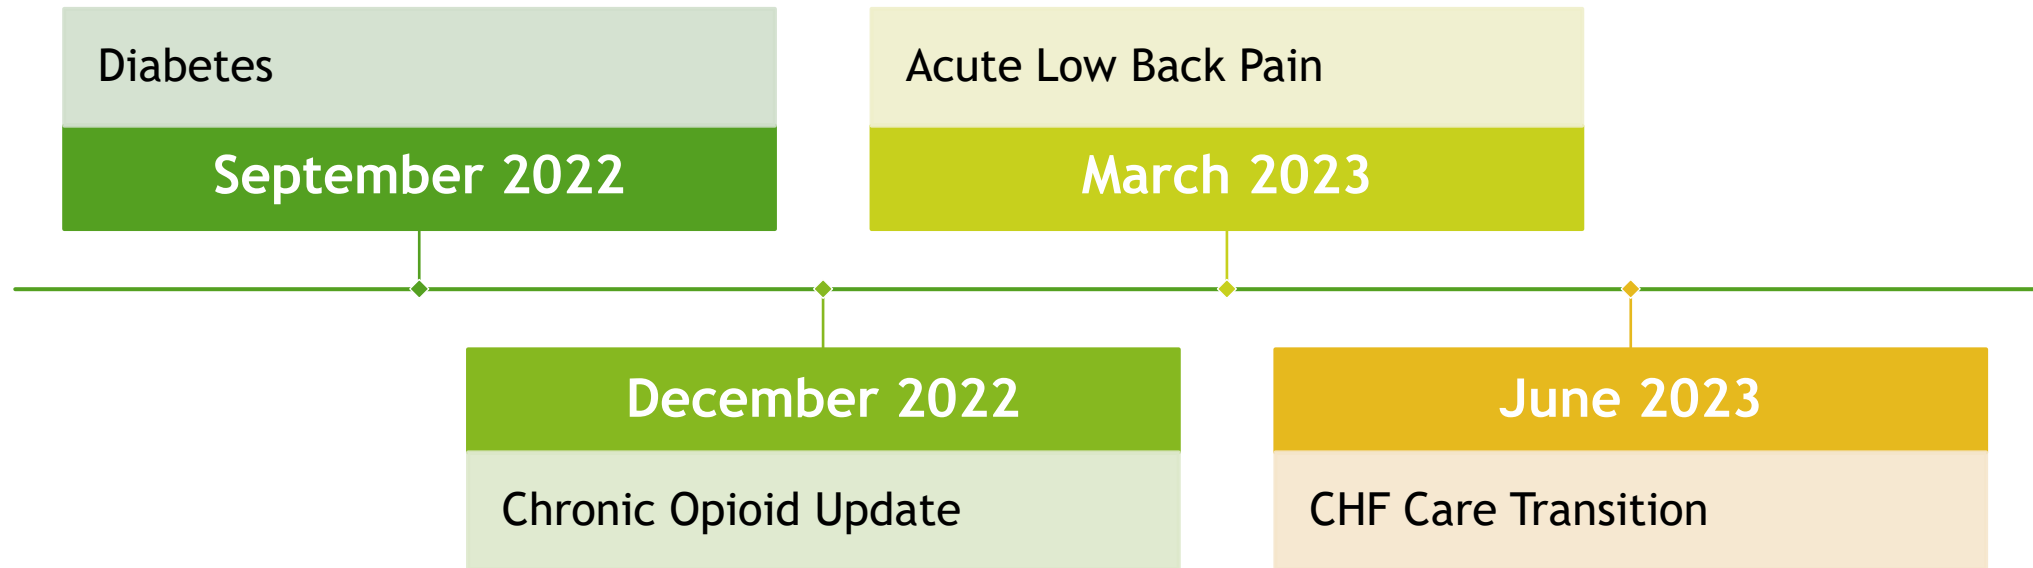 Diabetes
September 2022
Acute Low Back Pain
March 2023
December 2022
Chronic Opioid Update
June 2023
CHF Care Transition